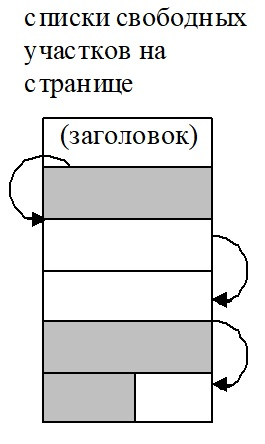 списки свободных
участков на
странице
(заголовок)